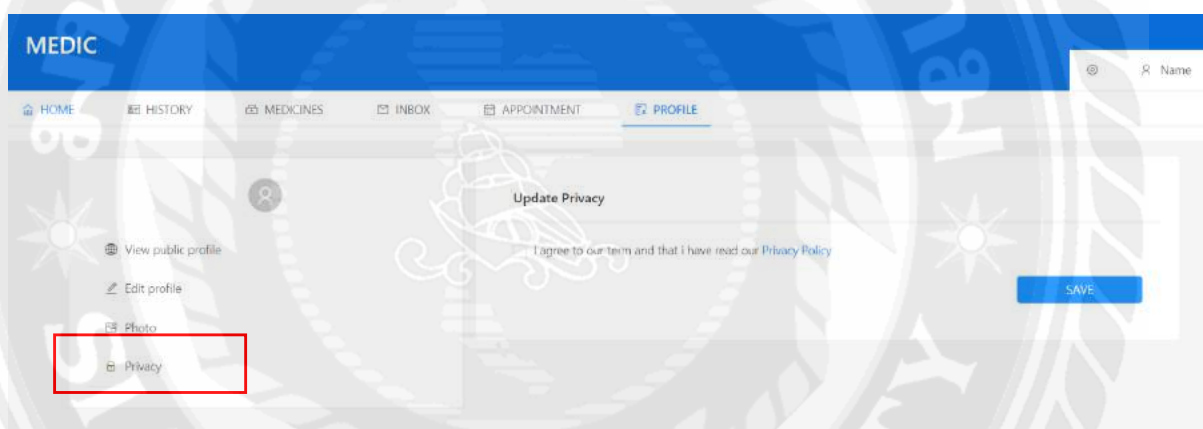 MEDIC
Name
HOME HISTORY MEDICINES INBOX APPOINTMENT PROFILE
Update Privacy
View public profile
I agree to our term and that i have read our Privacy Policy
Edit profile
SAVE
Photo
Privacy